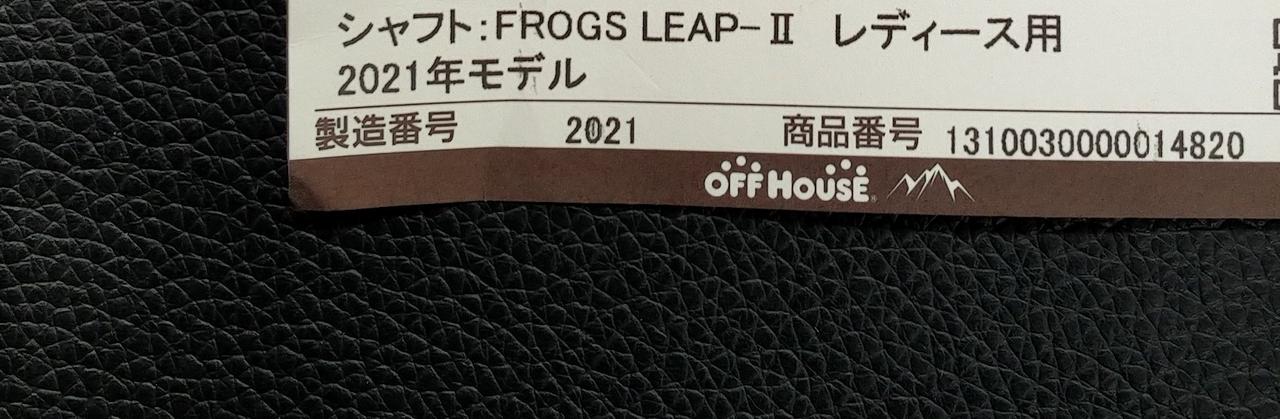 シャフト:FROGS LEAP-Ⅱ レディース用
2021年モデル
製造番号 2021 商品番号 1310030000014820
OFF HOUSE